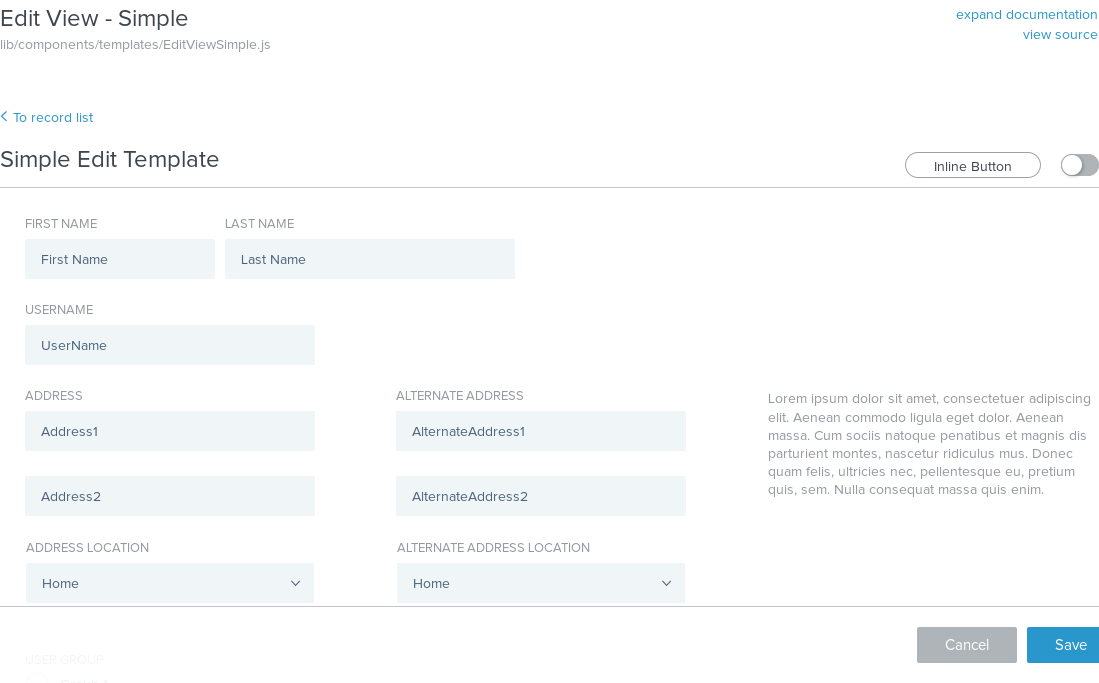 Edit View - Simple
expand documentation
lib/components/templates/EditViewSimple.js
view source
To record list
Simple Edit Template
Inline Button
FIRST NAME
LAST NAME
First Name
Last Name
USERNAME
UserName
ADDRESS
ALTERNATE ADDRESS
Address1
AlternateAddress1
Address2
AlternateAddress2
Lorem ipsum dolor sit amet, consectetuer adipiscing
elit. Aenean commodo ligula eget dolor. Aenean
massa. Cum sociis natoque penatibus et magnis dis
parturient montes, nascetur ridiculus mus. Donec
quam felis, ultricies nec, pellentesque eu, pretium
quis, sem. Nulla consequat massa quis enim.
ADDRESS LOCATION
ALTERNATE ADDRESS LOCATION
Home
Home
Cancel
Save
USER GROUP